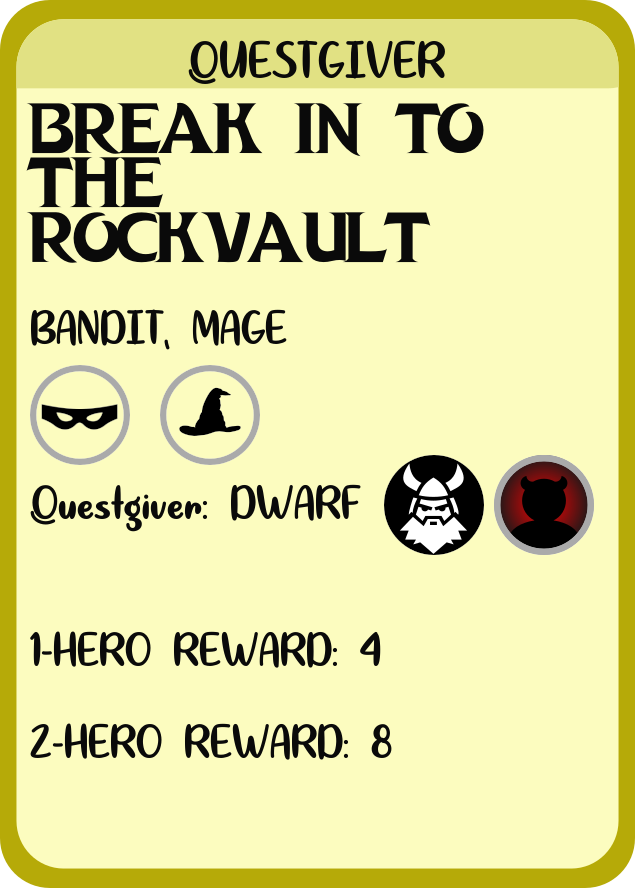 QUESTGIVER
BREAK IN TO
THE
ROCKVAULT
BANDIT, MAGE
Questgiver: DWARF
1-HERO REWARD: 4
2-HERO REWARD: 8